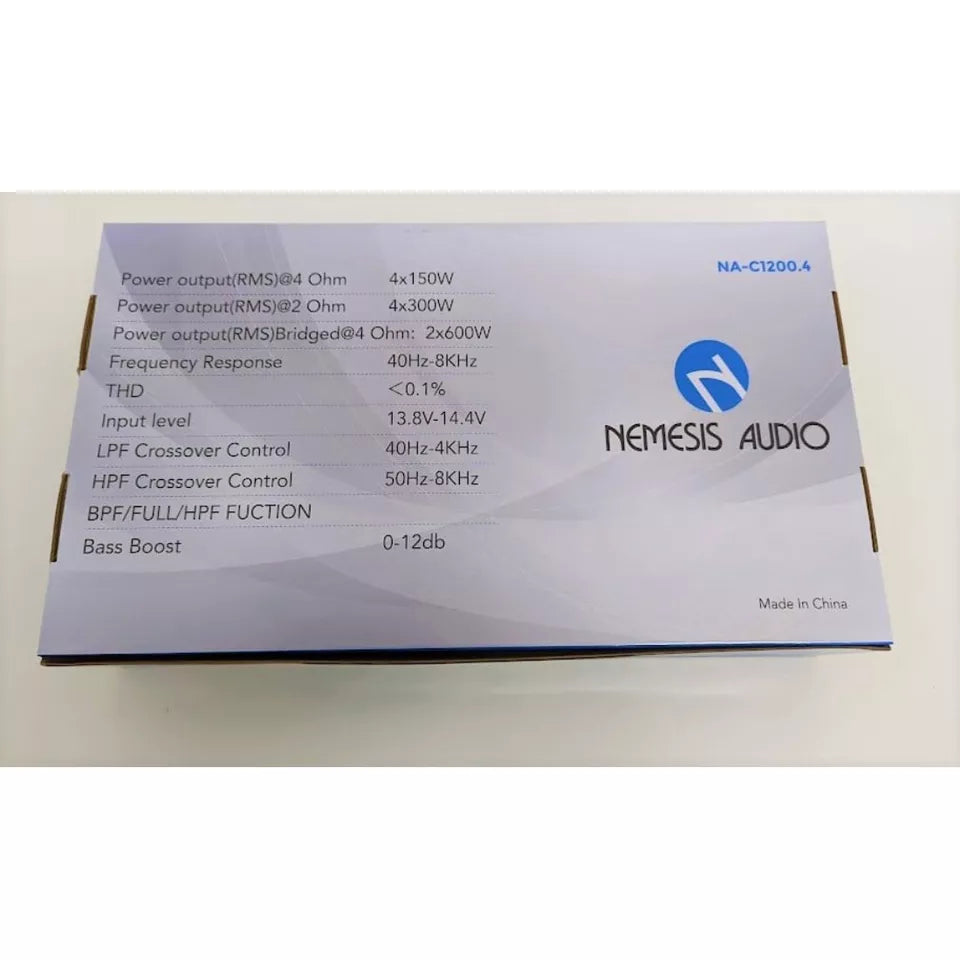 NA-C1200.4
Power output(RMS)@4 Ohm 4x150W
Power output(RMS)@2 Ohm 4x300W
Power output(RMS)Bridged@4 Ohm: 2x600W
Frequency Response 40Hz-8KHz
THD <0.1%
Input level 13.8V-14.4V
LPF Crossover Control 40Hz-4KHz
HPF Crossover Control 50Hz-8KHz
BPF/FULL/HPF FUCTION
Bass Boost 0-12db
NEMESIS AUDIO
Made In China